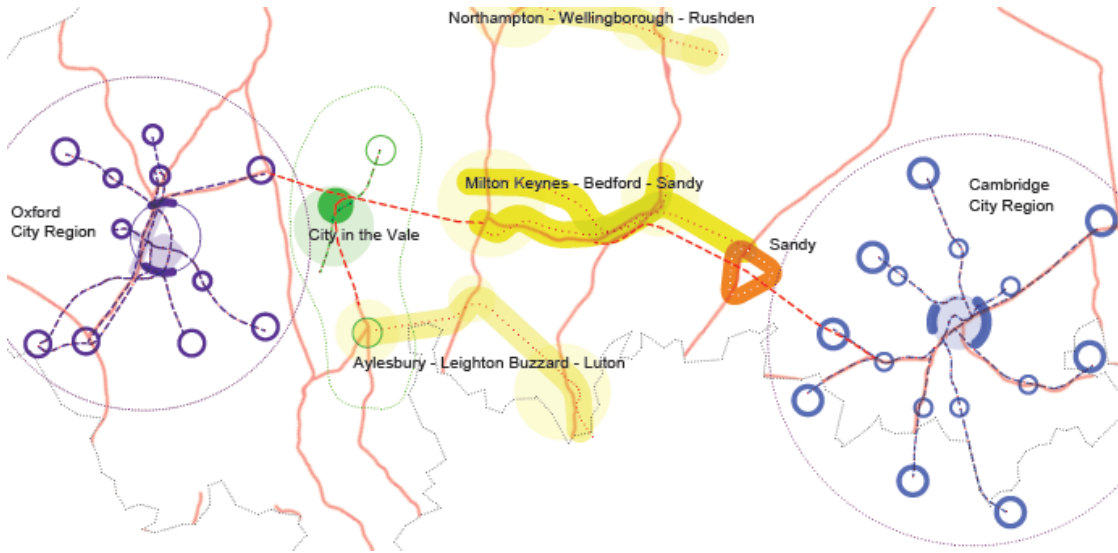 Northampton - Wellingborough - Rushden
Milton Keynes - Bedford - Sandy
Cambridge
City Region
Oxford
City Region
City in the Vale
Sandy
Aylesbury - Leighton Buzzard - Luton